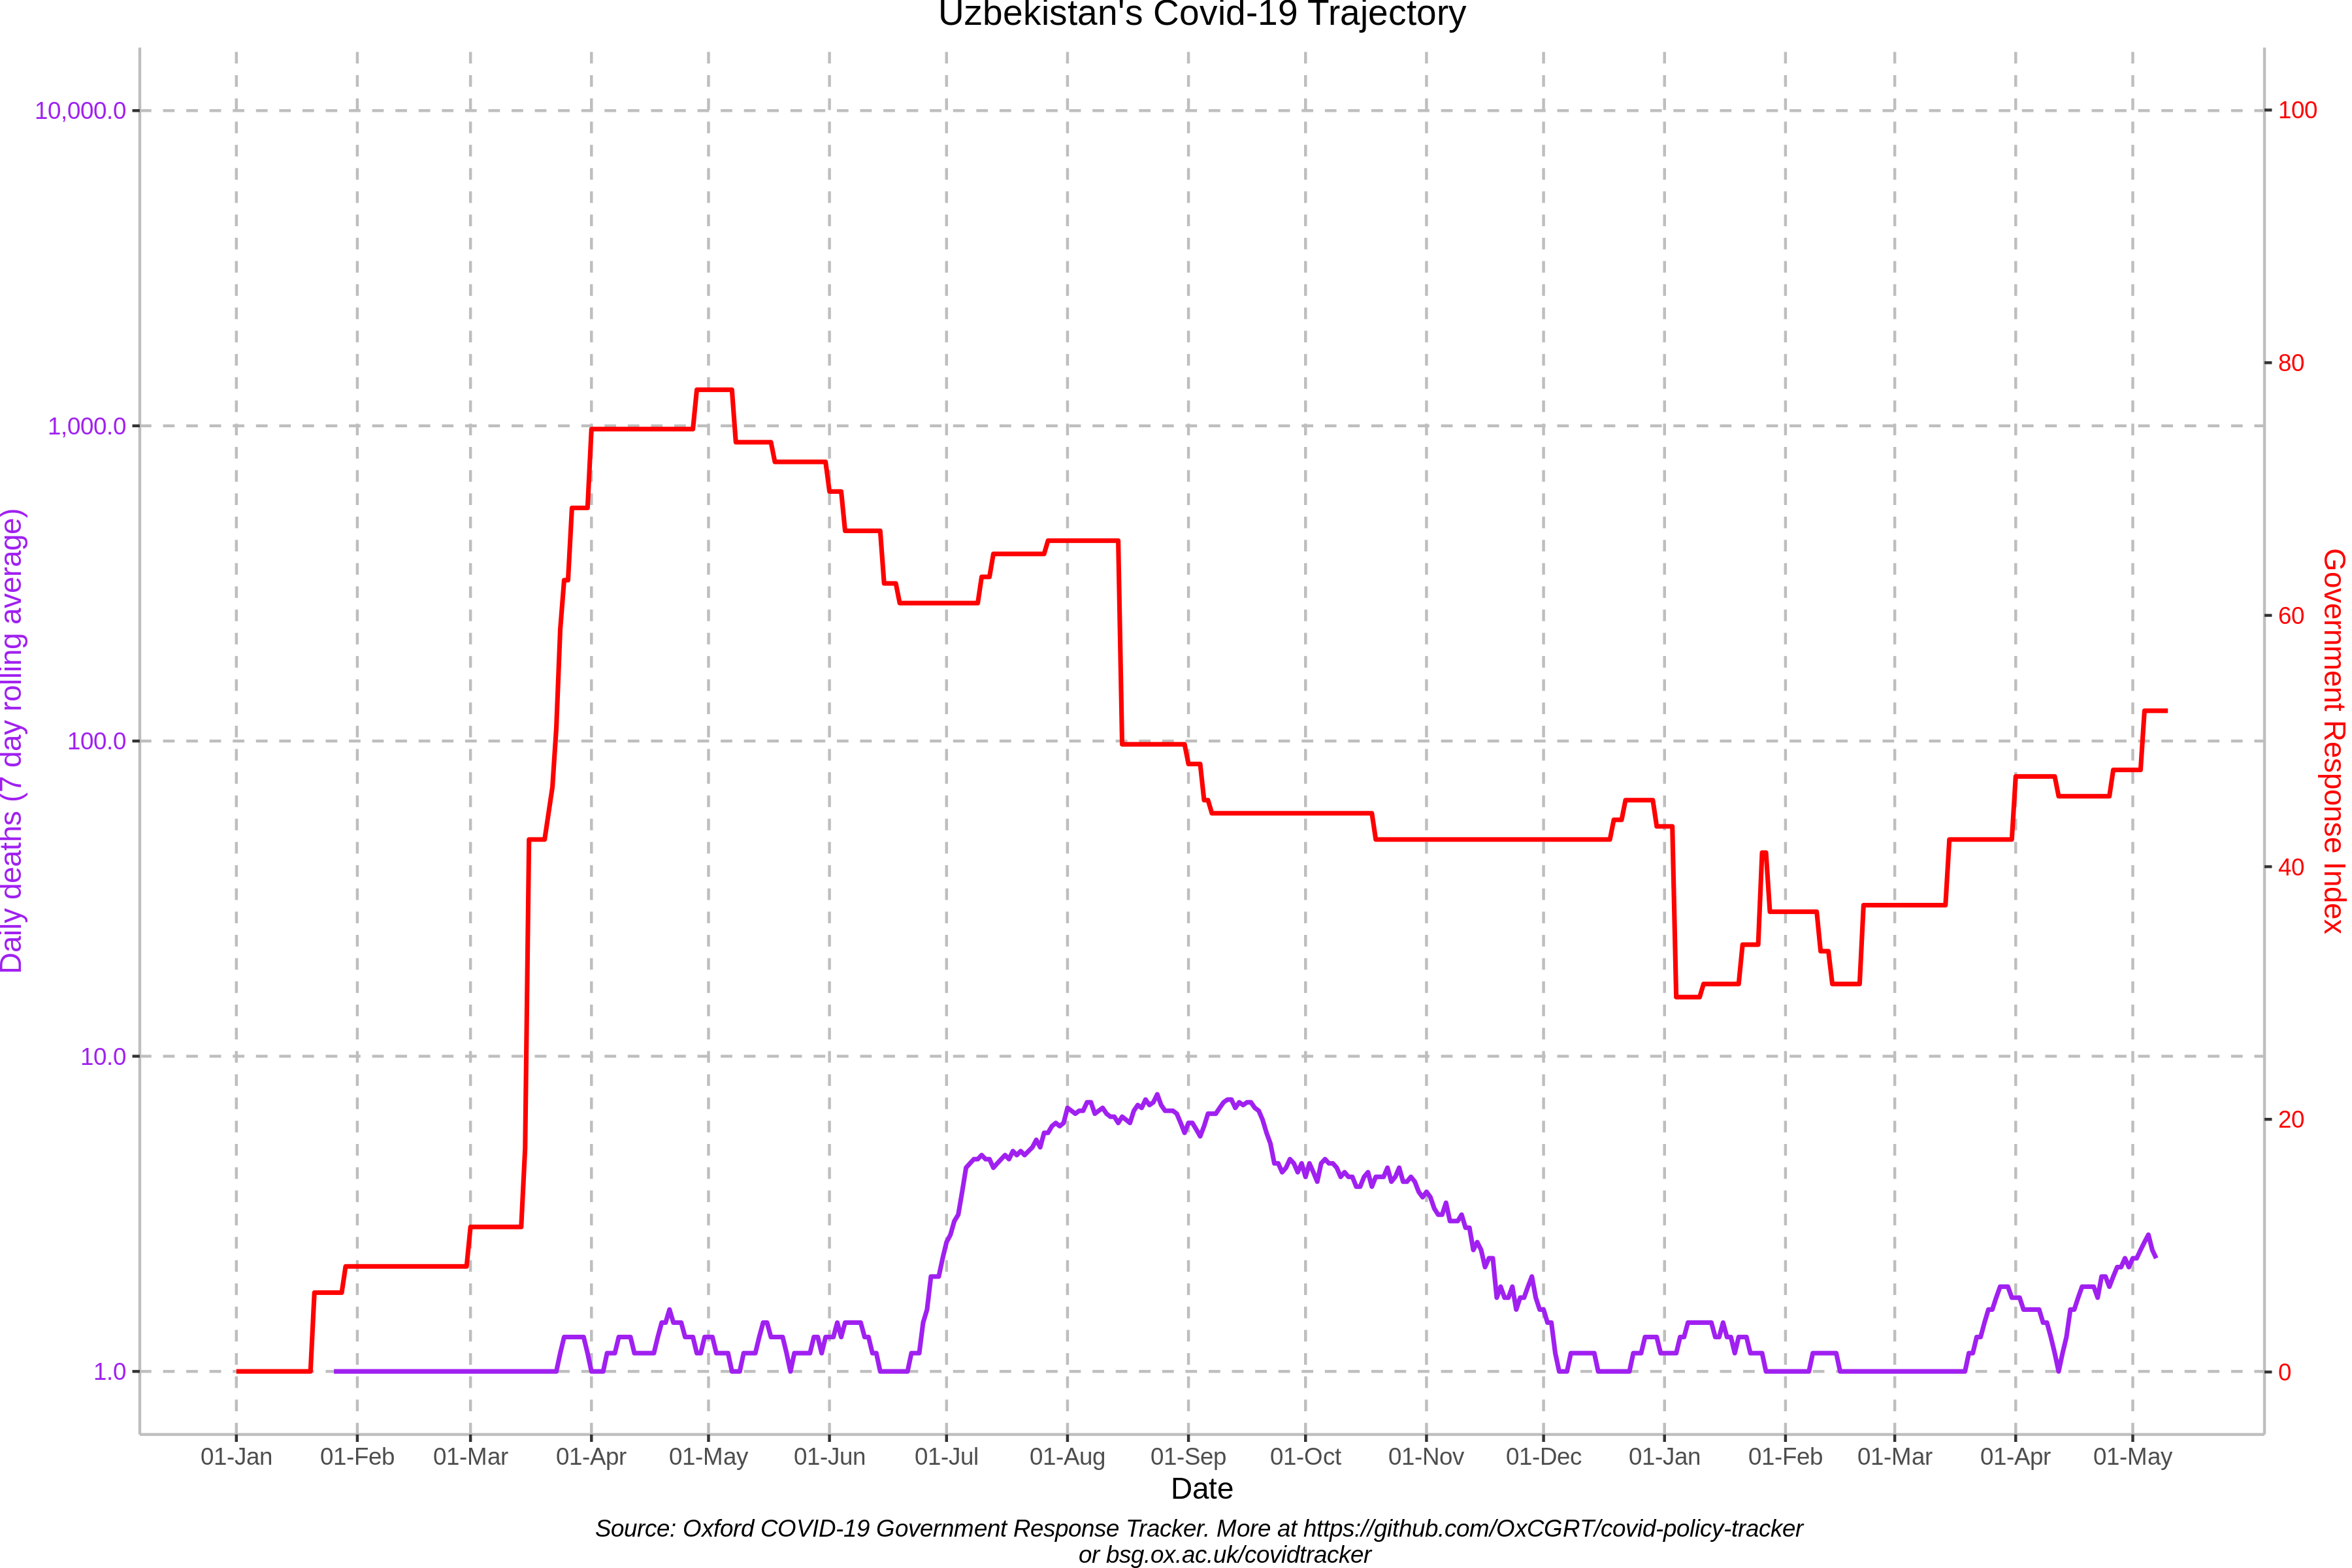 Uzbekistan's Covid-19 Trajectory
Daily deaths (7 day rolling average)
10,000.0
1,000.0
100.0
10.0
1.0
100
80
60
40
20
0
Government Response Index
01-Jan 01-Feb 01-Mar 01-Apr 01-May 01-Jun 01-Jul 01-Aug 01-Sep 01-Oct 01-Nov 01-Dec 01-Jan 01-Feb 01-Mar 01-Apr 01-May
Date
Source: Oxford COVID-19 Government Response Tracker. More at https://github.com/OxCGRT/covid-policy-tracker
or bsg.ox.ac.uk/covidtracker